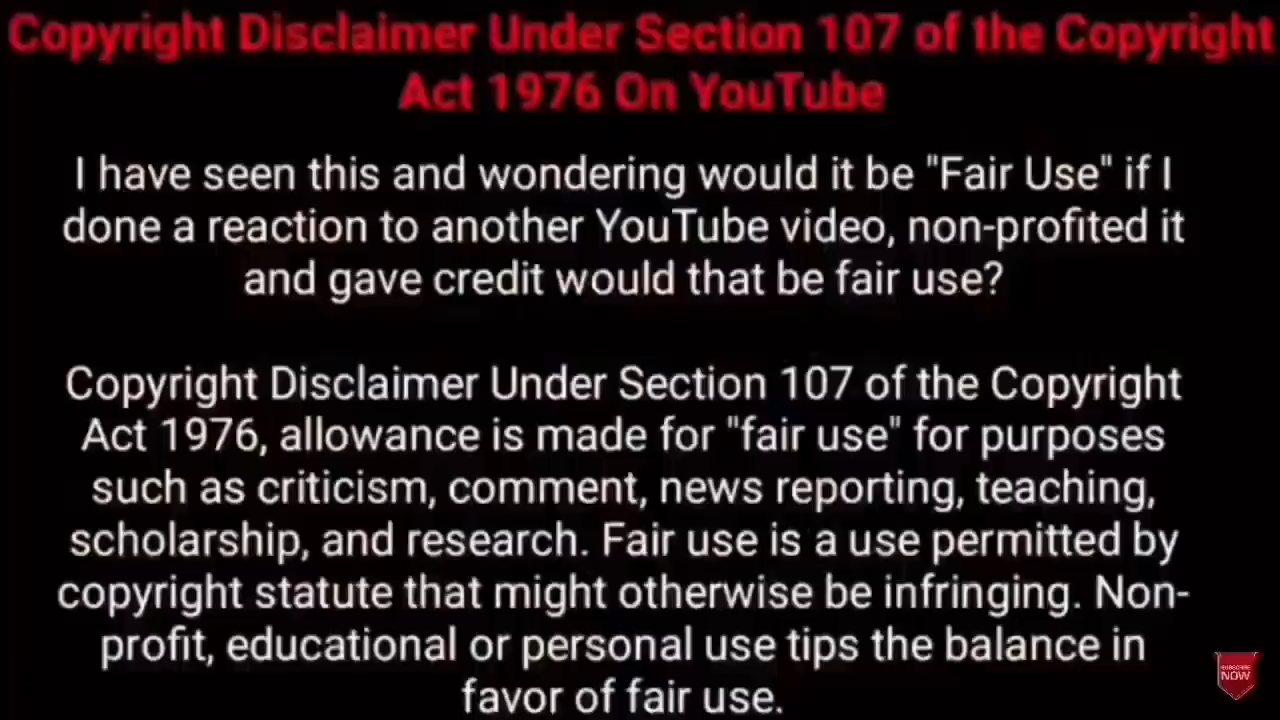 Copyright Disclaimer Under Section 107 of the Copyright
Act 1976 On YouTube
I have seen this and wondering would it be "Fair Use" if I
done a reaction to another YouTube video, non-profited it
and gave credit would that be fair use?
Copyright Disclaimer Under Section 107 of the Copyright
Act 1976, allowance is made for "fair use" for purposes
such as criticism, comment, news reporting, teaching,
scholarship, and research. Fair use is a use permitted by
copyright statute that might otherwise be infringing. Non-
profit, educational or personal use tips the balance in
favor of fair use.
SUBSCRIBE
NOW